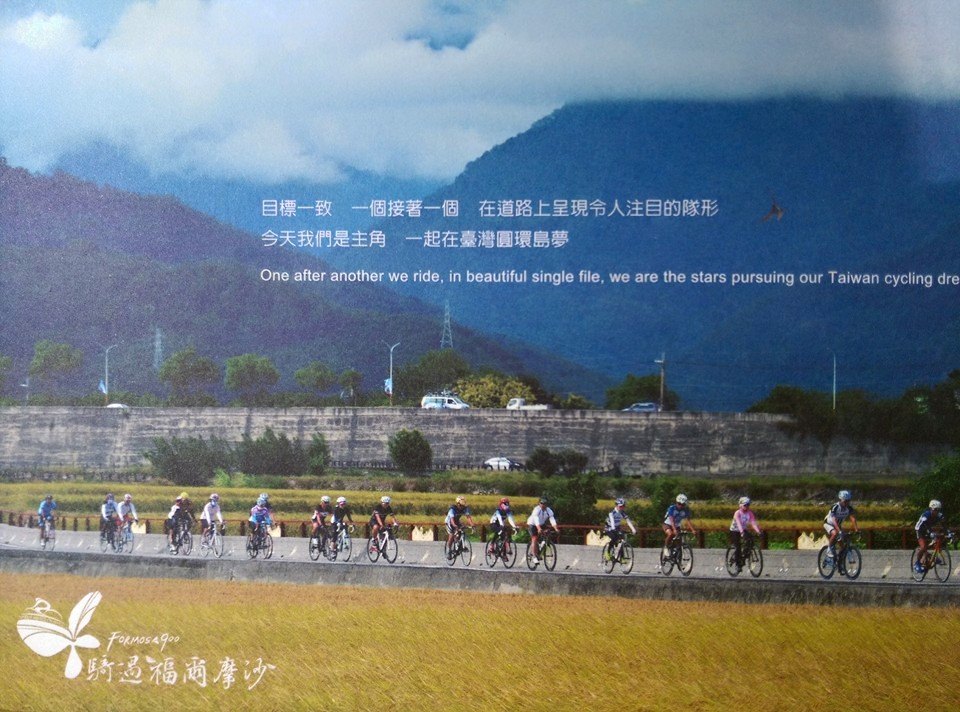 目標一致　一個接著一個　在道路上呈現令人注目的隊形
今天我們是主角　一起在臺灣圓環島夢
One after another we ride, in beautiful single file, we are the stars pursuing our Taiwan cycling dre
FORMOSA 900
騎過福爾摩沙